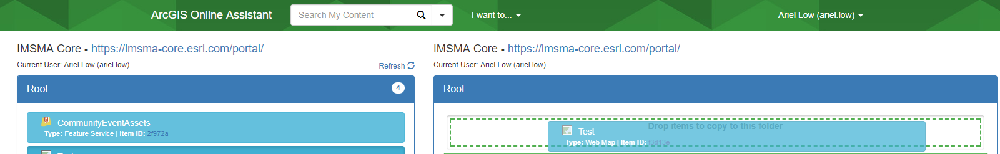 ArcGIS Online Assistant
Search My Content
I want to...
Ariel Low (ariel.low)
IMSMA Core - https://imsma-core.esri.com/portal/
Current User: Ariel Low (ariel.low)
Refresh
Root
4
CommunityEventAssets
Type: Feature Service | Item ID: 2f972a
IMSMA Core - https://imsma-core.esri.com/portal/
Current User: Ariel Low (ariel.low)
Root
Drop items to copy to this folder
Test
Type: Web Map | Item ID: f3d13e